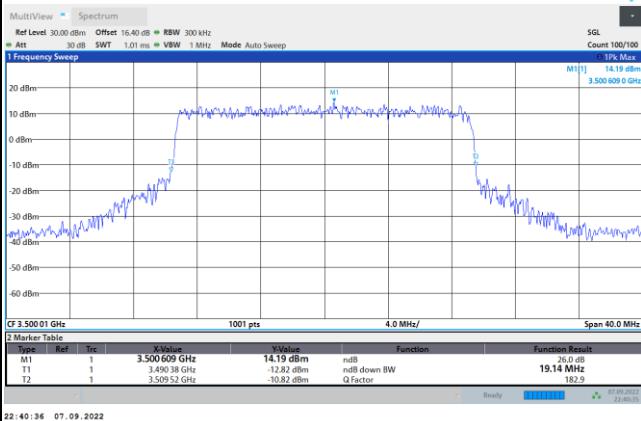 MultiView Spectrum
Ref Level 30.00 dBm Offset 16.40 dB RBW 300 kHz SGL
Att 30 dB SWT 1.01 ms VBW 1 MHz Mode Auto Sweep Count 100/100
1 Frequency Sweep 1Pk Max
M1[1] 14.19 dBm
3.500 609 0 GHz
20 dBm
M1
10 dBm
0 dBm
-10 dBm
T1
T2
-20 dBm
-30 dBm
-40 dBm
-50 dBm
-60 dBm
CF 3.500 01 GHz 1001 pts 4.0 MHz/ Span 40.0 MHz
2 Marker Table
Type Ref Trc X-Value Y-Value Function Function Result
M1 1 3.500 609 GHz 14.19 dBm ndB 26.0 dB
T1 1 3.490 38 GHz -12.82 dBm ndB down BW 19.14 MHz
T2 1 3.509 52 GHz -10.82 dBm Q Factor 182.9
Ready 07.09.2022
22:40:35
22:40:36 07.09.2022